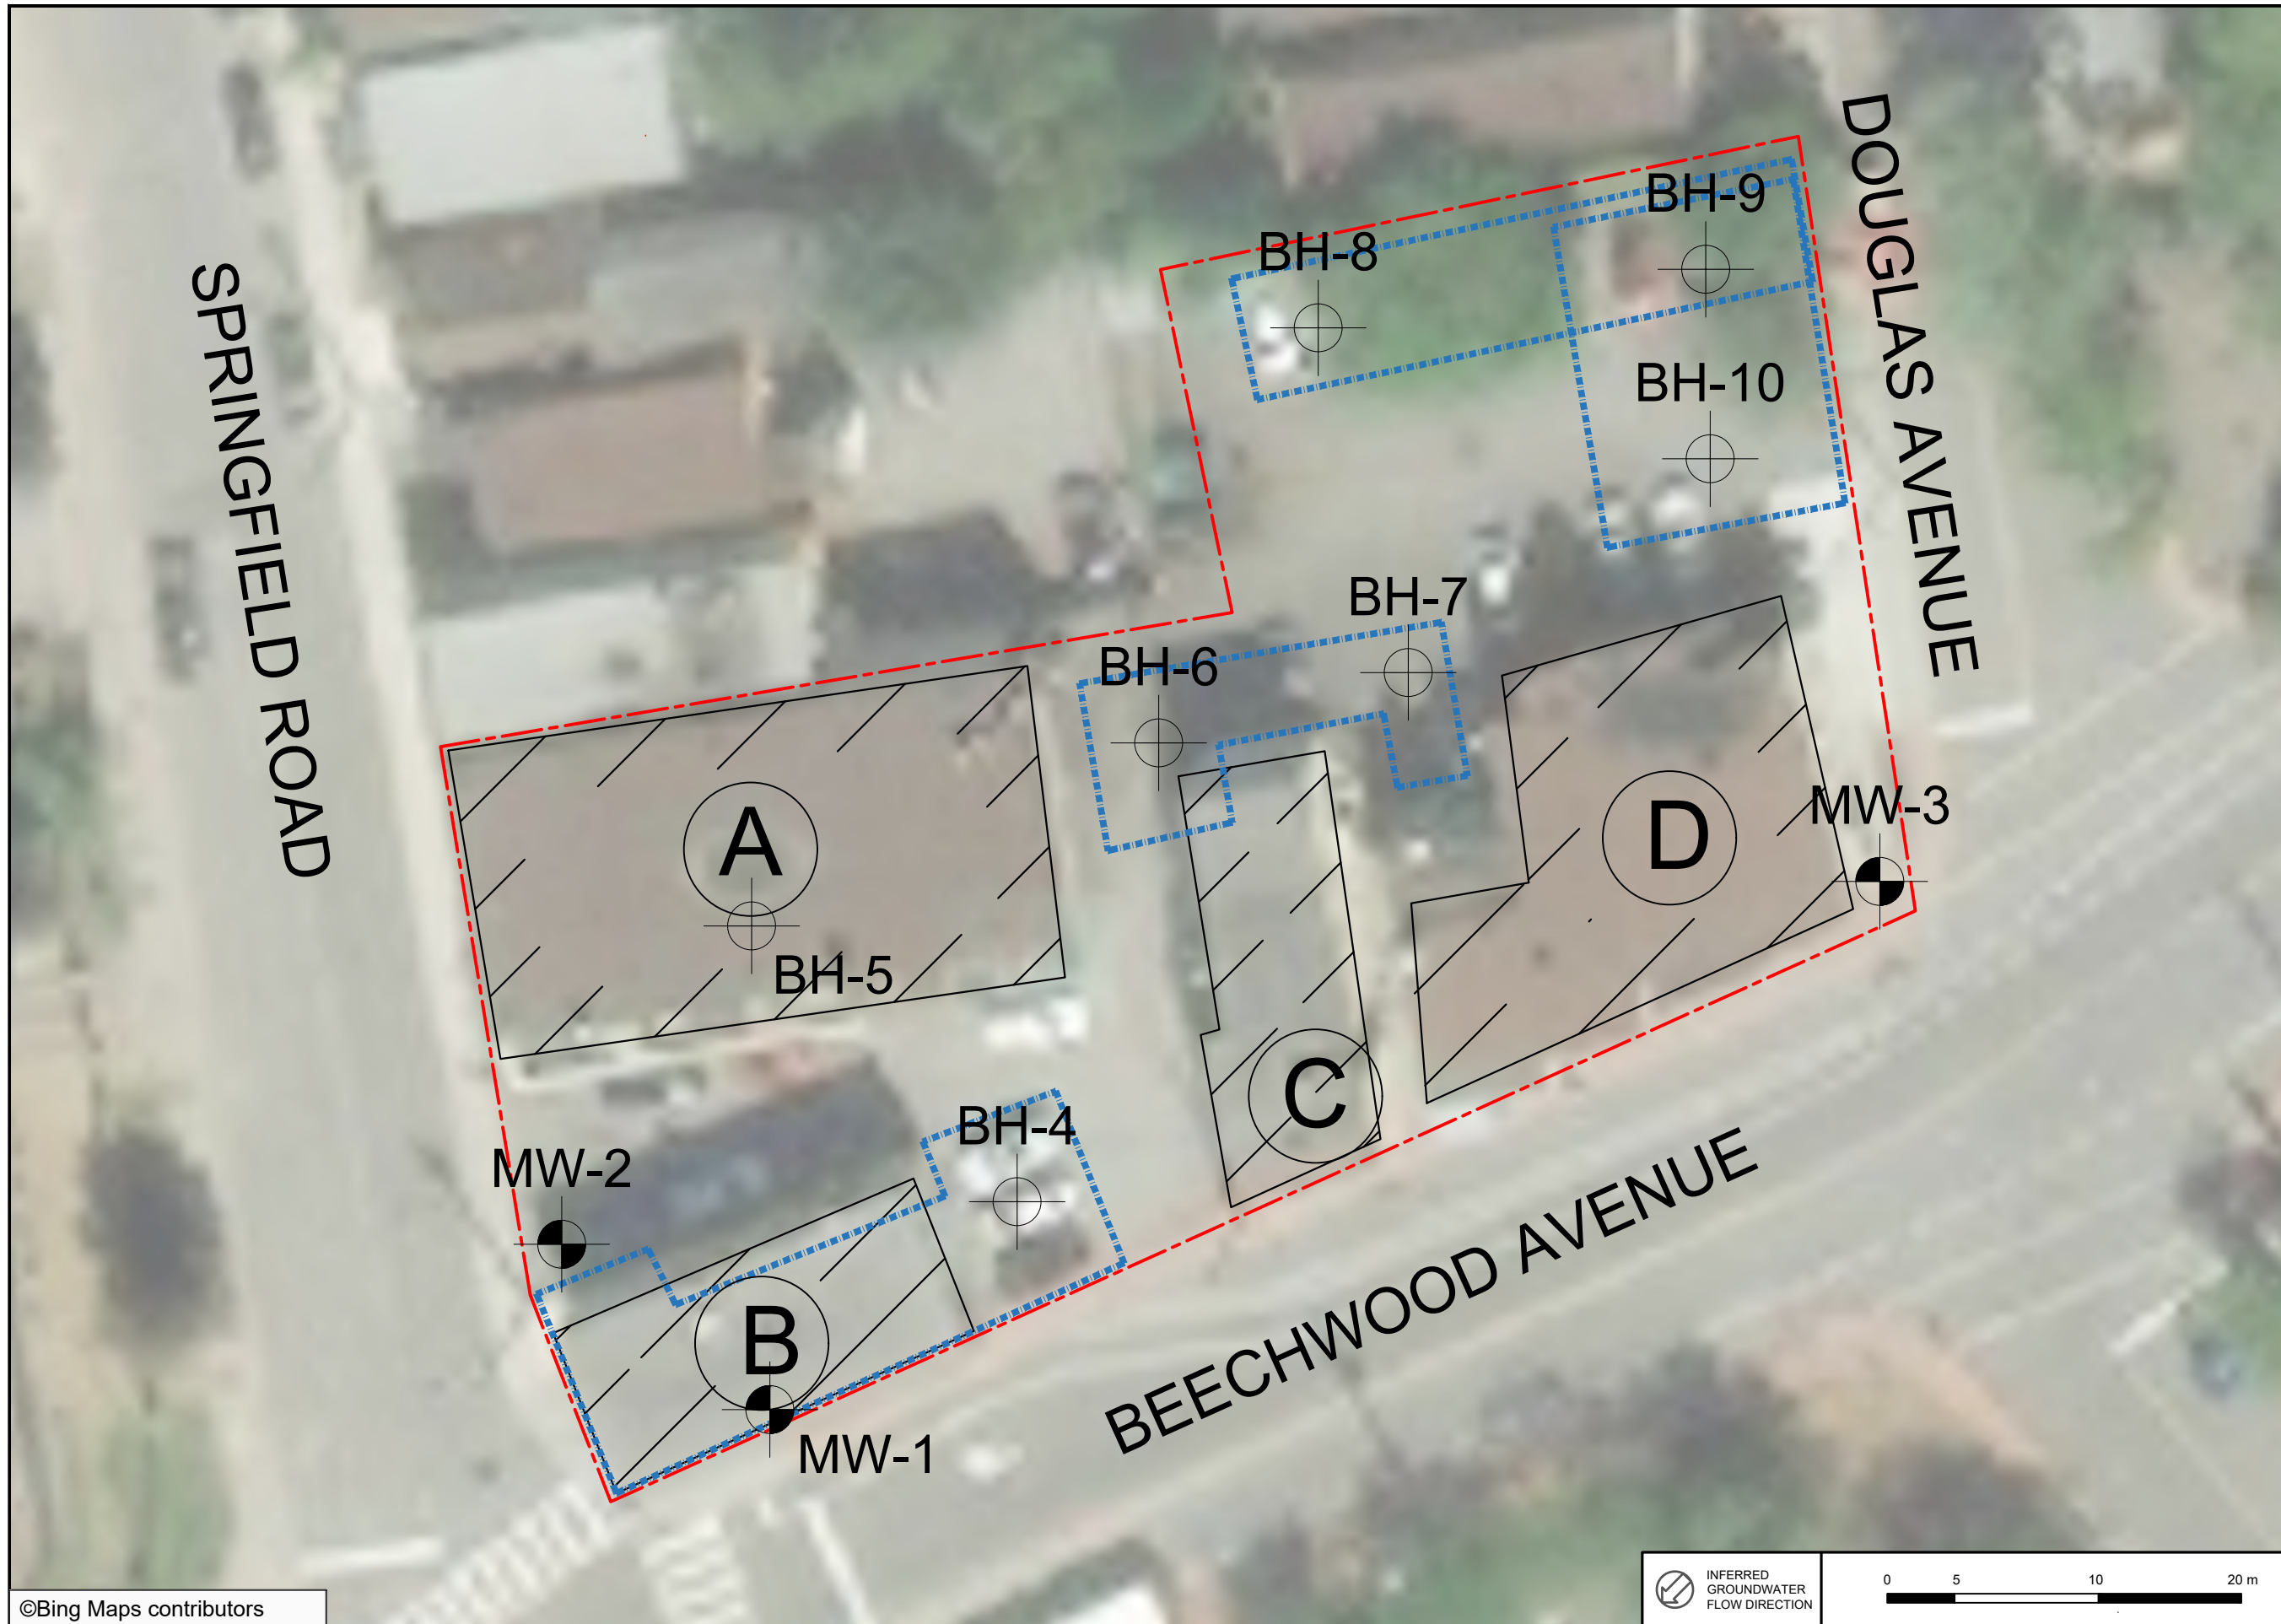 DOUGLAS AVENUE
BH-9
BH-8
SPRINGFIELD ROAD
BH-10
BH-7
BH-6
MW-3
A
D
BH-5
C
BH-4
MW-2
BEECHWOOD AVENUE
B
MW-1
INFERRED
GROUNDWATER
FLOW DIRECTION
0 5 10 20 m
©Bing Maps contributors